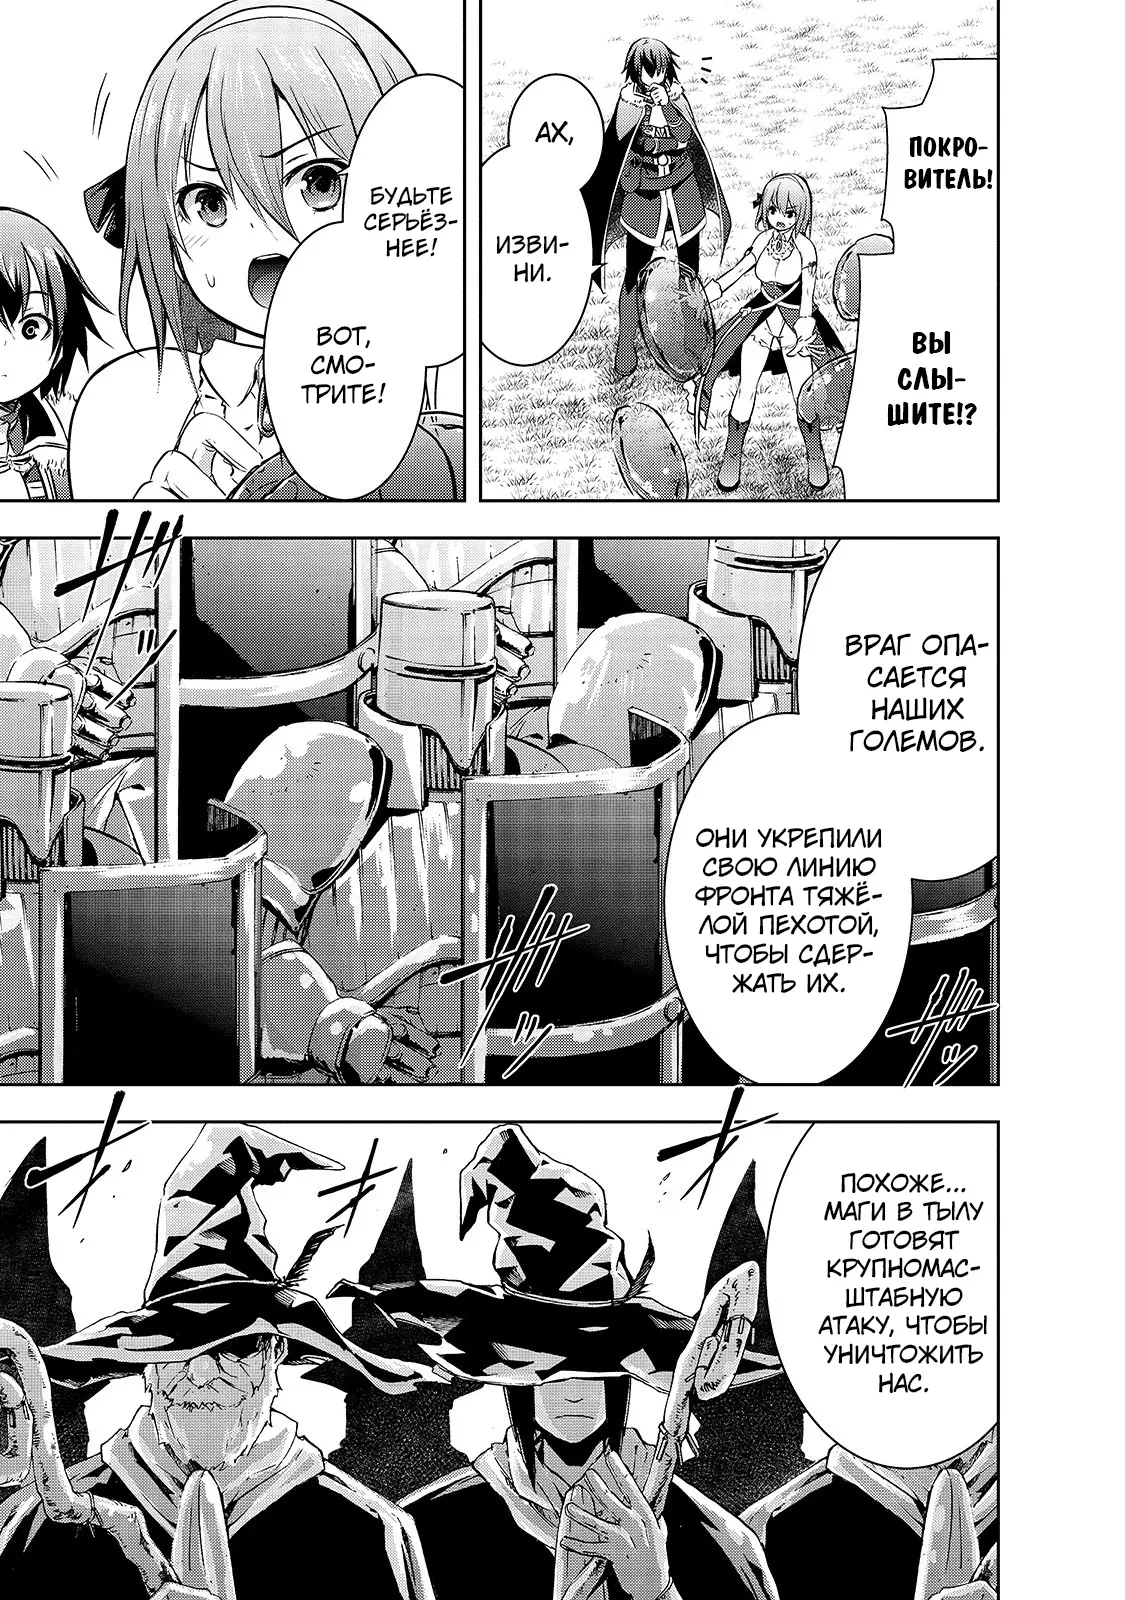 ПОКРО-
ВИТЕЛЬ!
ВЫ
СЛЫ-
ШИТЕ!?
АХ,
ИЗВИ-
НИ.
БУДЬТЕ
СЕРЬЁЗ-
НЕЕ!
ВОТ,
СМО-
ТРИТЕ!
ВРАГ ОПА-
САЕТСЯ
НАШИХ
ГОЛЕМОВ.
ОНИ УКРЕПИЛИ
СВОЮ ЛИНИЮ
ФРОНТА ТЯЖЁ-
ЛОЙ ПЕХОТОЙ,
ЧТОБЫ СДЕР-
ЖАТЬ ИХ.
ПОХОЖЕ...
МАГИ В ТЫЛУ
ГОТОВЯТ
КРУПНОМАС-
ШТАБНУЮ
АТАКУ, ЧТОБЫ
УНИЧТОЖИТЬ
НАС.